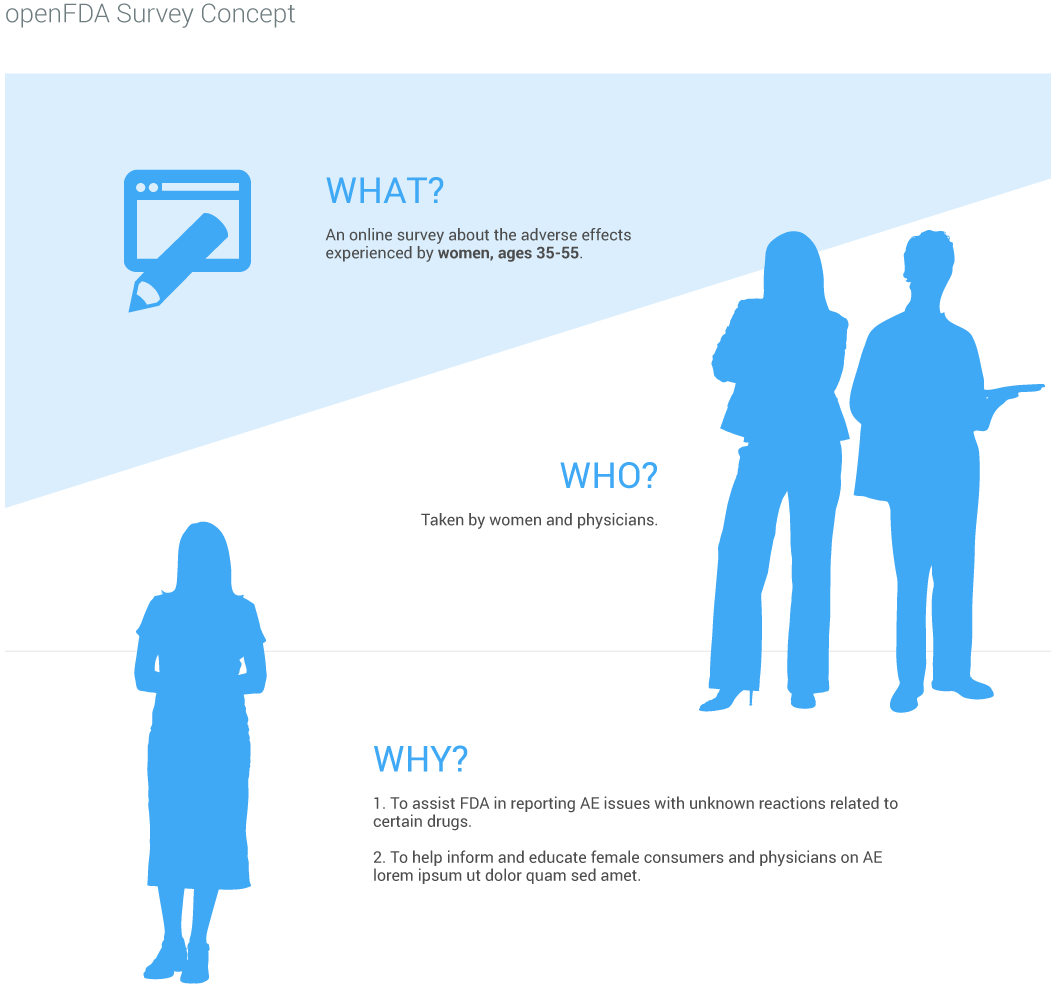 openFDA Survey Concept
WHAT?
An online survey about the adverse effects
experienced by women, ages 35-55.
WHO?
Taken by women and physicians.
WHY?
1. To assist FDA in reporting AE issues with unknown reactions related to
certain drugs.
2. To help inform and educate female consumers and physicians on AE
lorem ipsum ut dolor quam sed amet.